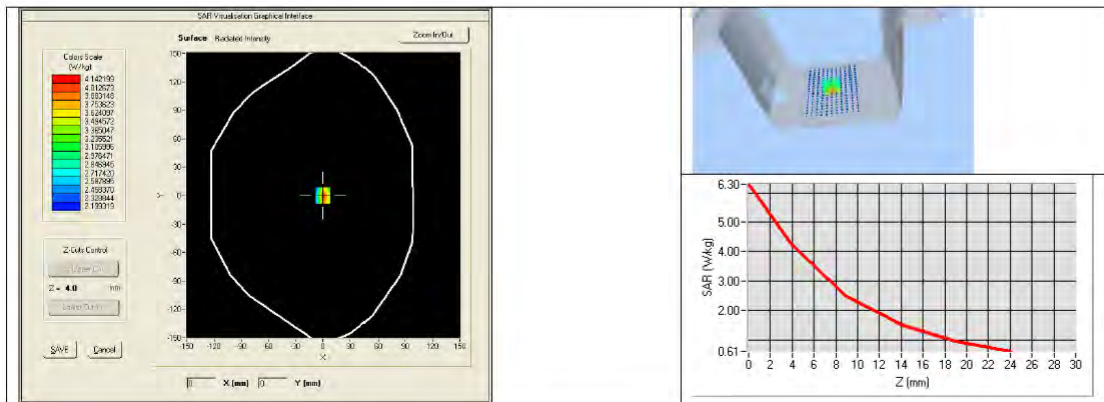 SAR Visualisation Graphical Interface
Surface Radiated Intensity
Zoom In/Out
Colors Scale
(W/kg)
4.142199
4.012673
3.883148
3.753623
3.624097
3.494572
3.365047
3.235521
3.105996
2.976471
2.846945
2.717420
2.587895
2.458370
2.328844
2.199319
Z-Cuts Control
Z = 4.0 mm
SAVE
Cancel
150-
120-
90-
60-
30-
0-
-30-
-60-
-90-
-120-
-150-
Y
-150 -120 -90 -60 -30 0 30 60 90 120 150
X
0 X (mm) 0 Y (mm)
6.30
5.00
4.00
3.00
2.00
0.61
SAR (W/kg)
0 2 4 6 8 10 12 14 16 18 20 22 24 26 28 30
Z (mm)